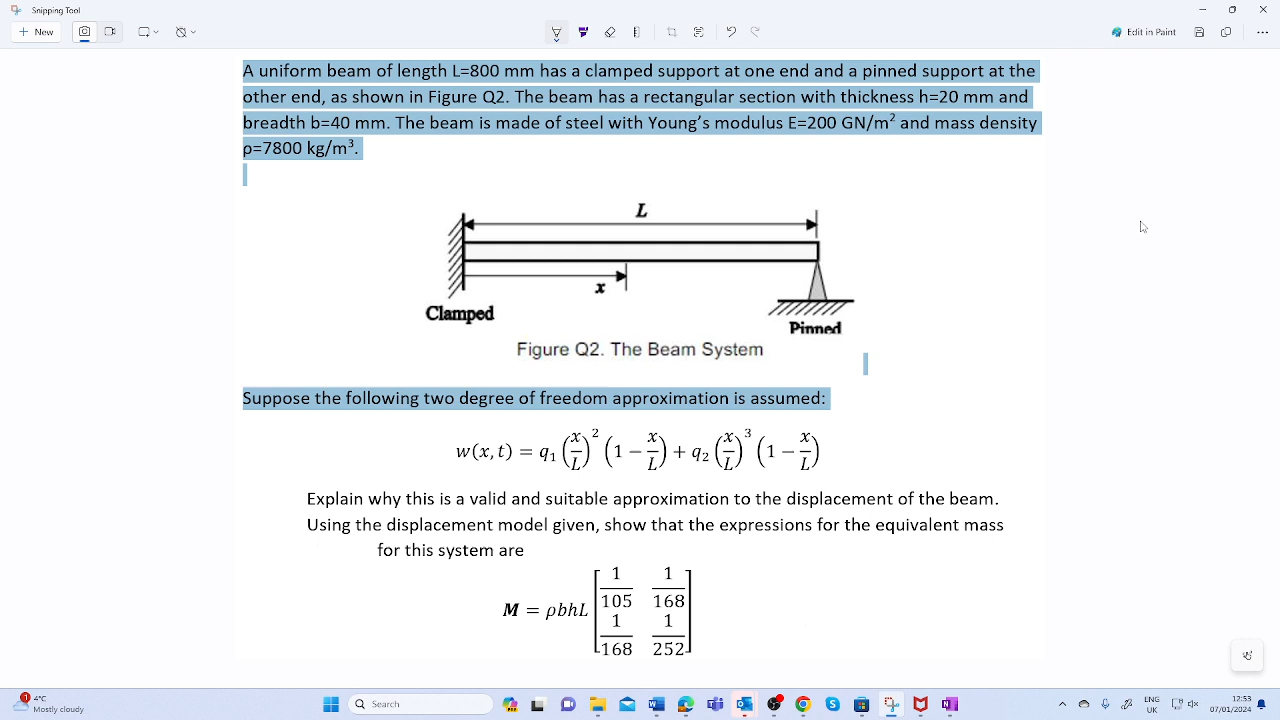 Snipping Tool
New
Edit in Paint
A uniform beam of length L=800 mm has a clamped support at one end and a pinned support at the
other end, as shown in Figure Q2. The beam has a rectangular section with thickness h=20 mm and
breadth b=40 mm. The beam is made of steel with Young's modulus E=200 GN/m² and mass density
ρ=7800 kg/m³.
L
x
Clamped
Pinned
Figure Q2. The Beam System
Suppose the following two degree of freedom approximation is assumed:
w(x, t) = q₁ (x/L)² (1 − x/L) + q₂ (x/L)³ (1 − x/L)
Explain why this is a valid and suitable approximation to the displacement of the beam.
Using the displacement model given, show that the expressions for the equivalent mass
for this system are
M = ρbhL [1/105 1/168
1/168 1/252]
1
4°C
Mostly cloudy
Search
ENG
UK
12:53
07/01/2024